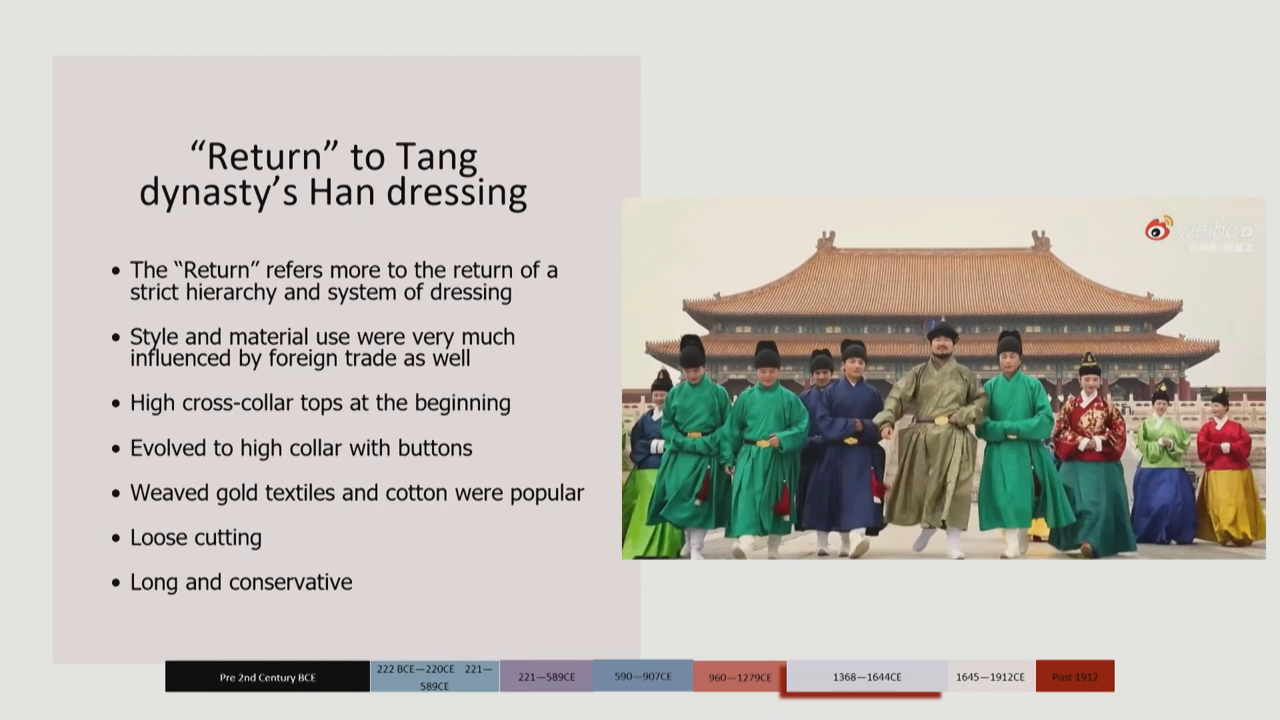 “Return” to Tang
dynasty’s Han dressing
• The “Return” refers more to the return of a
strict hierarchy and system of dressing
• Style and material use were very much
influenced by foreign trade as well
• High cross-collar tops at the beginning
• Evolved to high collar with buttons
• Weaved gold textiles and cotton were popular
• Loose cutting
• Long and conservative
weibo
Pre 2nd Century BCE
222 BCE—220CE 221—
589CE
221—589CE
590—907CE
960—1279CE
1368—1644CE
1645—1912CE
Post 1912